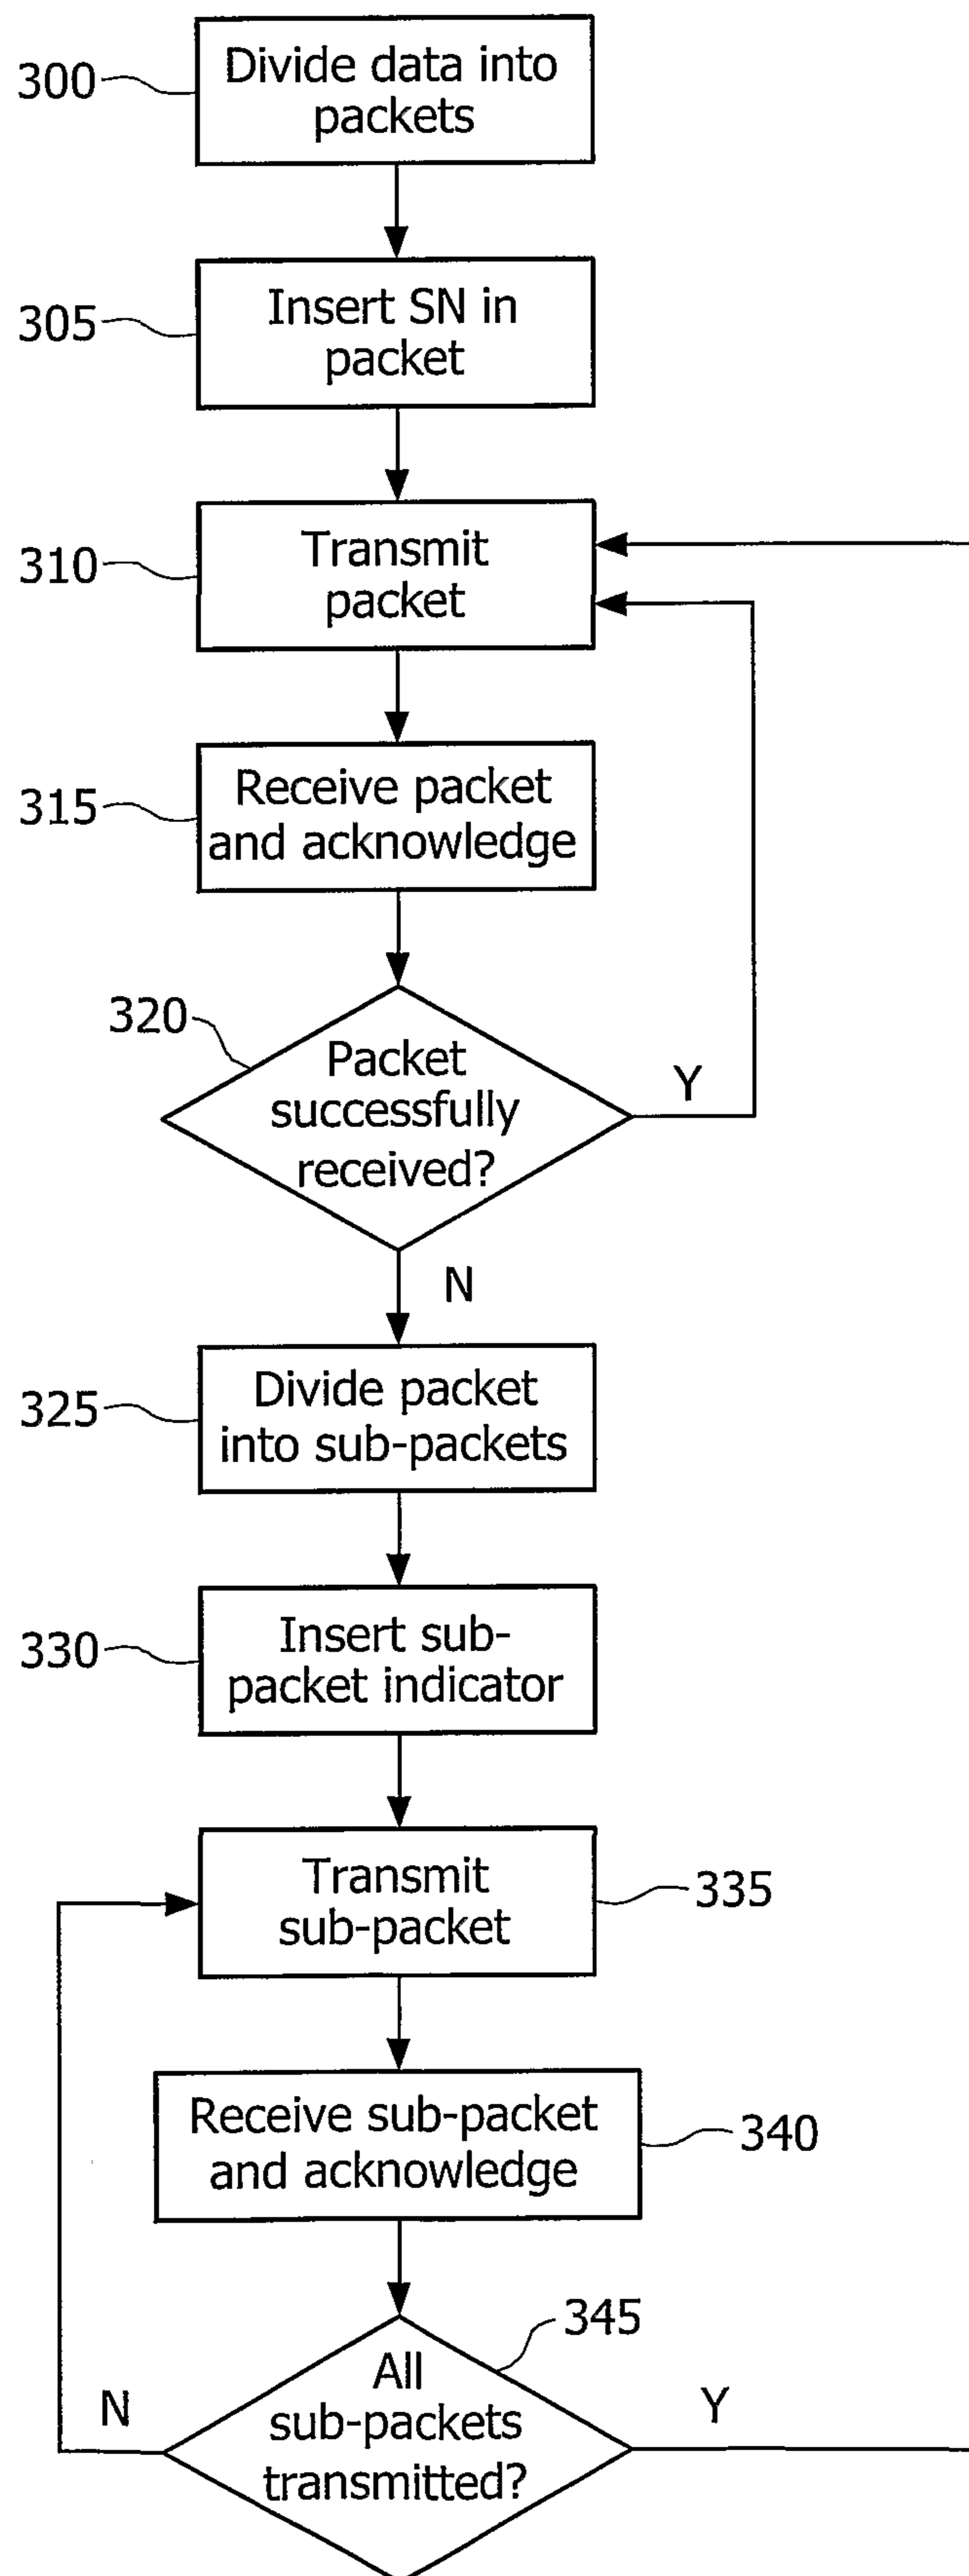 300
Divide data into
packets
305
Insert SN in
packet
310
Transmit
packet
315
Receive packet
and acknowledge
320
Packet
successfully
received?
Y
N
325
Divide packet
into sub-packets
330
Insert sub-
packet indicator
Transmit
sub-packet
335
Receive sub-packet
and acknowledge
340
345
All
sub-packets
transmitted?
N
Y